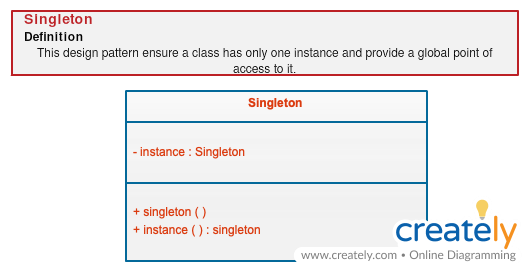 Singleton
Definition
This design pattern ensure a class has only one instance and provide a global point of
access to it.
Singleton
- instance : Singleton
+ singleton ( )
+ instance ( ) : singleton
creately
www.creately.com • Online Diagramming